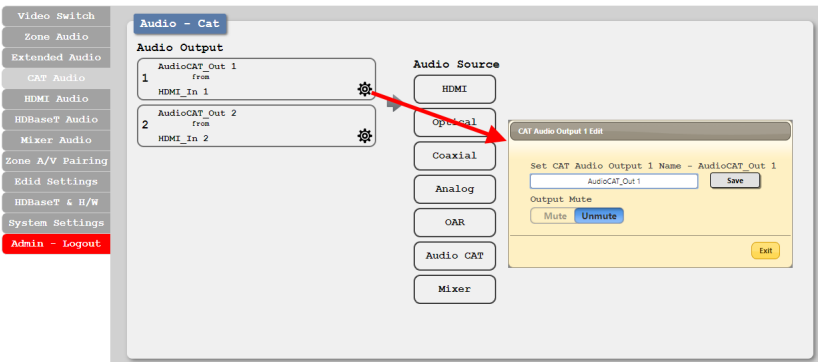 Video Switch
Zone Audio
Extended Audio
CAT Audio
HDMI Audio
HDBaseT Audio
Mixer Audio
Zone A/V Pairing
Edid Settings
HDBaseT & H/W
System Settings
Admin - Logout
Audio - Cat
Audio Output
AudioCAT_Out 1
1 from
HDMI_In 1
AudioCAT_Out 2
2 from
HDMI_In 2
Audio Source
HDMI
Optical
Coaxial
Analog
OAR
Audio CAT
Mixer
CAT Audio Output 1 Edit
Set CAT Audio Output 1 Name - AudioCAT_Out 1
AudioCAT_Out 1 Save
Output Mute
Mute Unmute
Exit